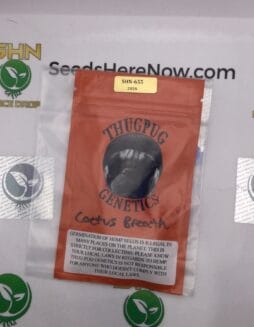 SHN
SeedsHereNow.com
SHN-633
THUGPUG
GENETICS
Cactus Breath
GERMINATION OF HEMP SEEDS IS ILLEGAL IN
MANY PLACES ON THE PLANET! THIS IS
STRICTLY FOR COLLECTING. PLEASE KNOW
YOUR LOCAL LAWS IN REGARDS TO HEMP.
THUG PUG GENETICS IS NOT RESPONSIBLE
FOR ANYONE WHO DOESN'T COMPLY WITH
THEIR LOCAL LAWS.